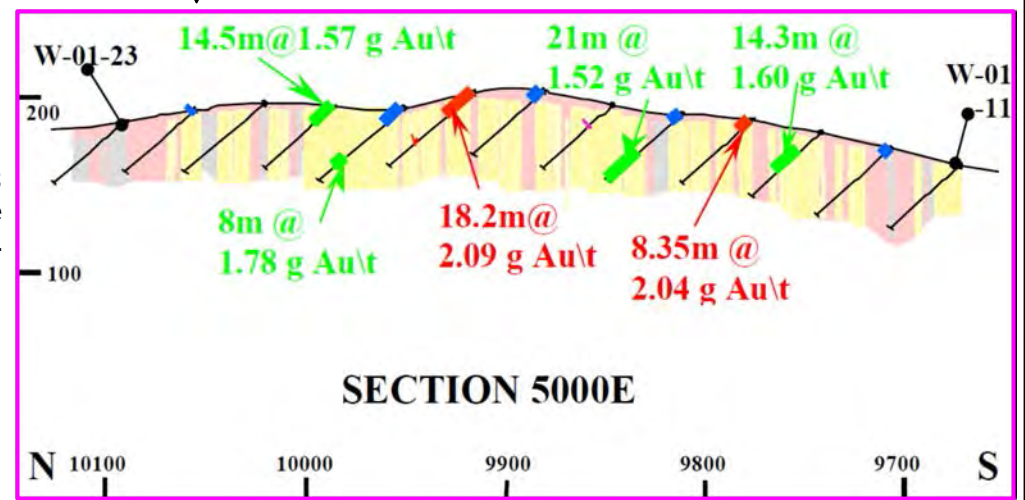 W-01-23
14.5m@1.57 g Au\t
21m @
1.52 g Au\t
14.3m @
1.60 g Au\t
W-01
-11
200
8m @
1.78 g Au\t
18.2m@
2.09 g Au\t
8.35m @
2.04 g Au\t
100
SECTION 5000E
N 10100 10000 9900 9800 9700 S